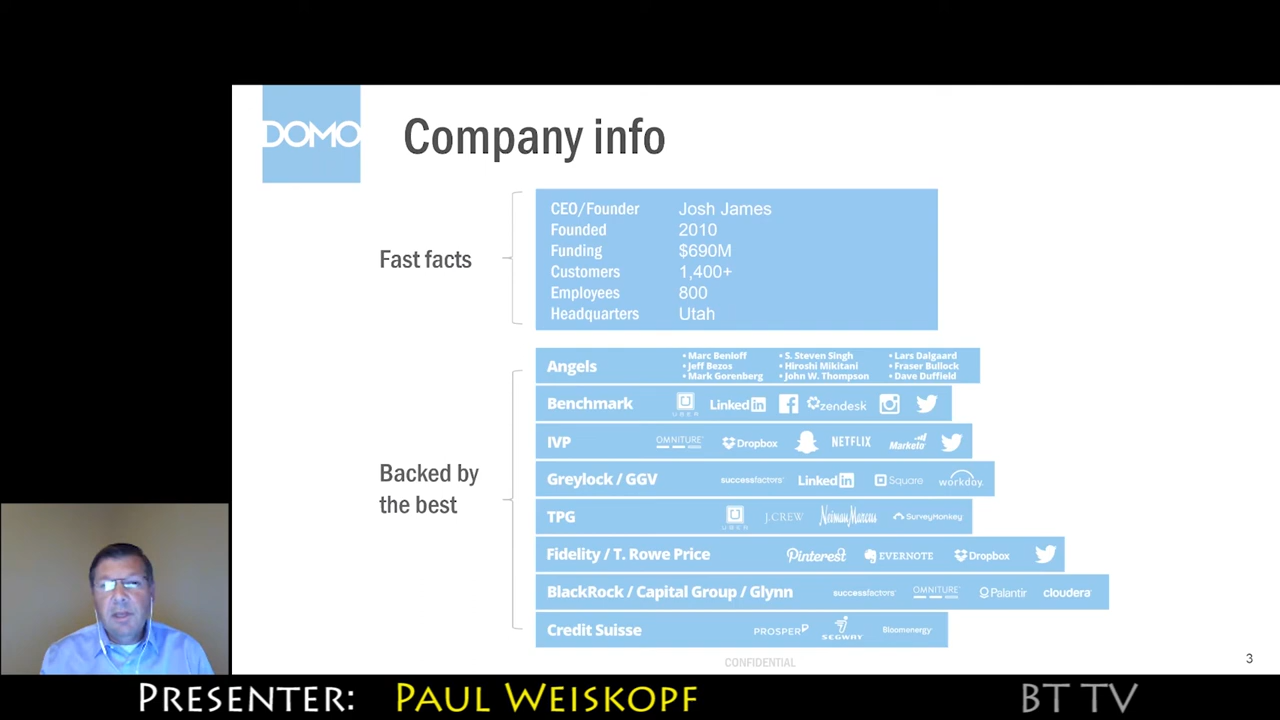 DOMO
Company info
Fast facts
CEO/Founder Josh James
Founded 2010
Funding $690M
Customers 1,400+
Employees 800
Headquarters Utah
Backed by
the best
Angels
• Marc Benioff • S. Steven Singh • Lars Dalgaard
• Jeff Bezos • Hiroshi Mikitani • Fraser Bullock
• Mark Gorenberg • John W. Thompson • Dave Duffield
Benchmark UBER LinkedIn zendesk
IVP OMNITURE Dropbox NETFLIX Marketo
Greylock / GGV successfactors LinkedIn Square workday.
TPG UBER J.CREW Neiman Marcus SurveyMonkey
Fidelity / T. Rowe Price Pinterest EVERNOTE Dropbox
BlackRock / Capital Group / Glynn successfactors OMNITURE Palantir cloudera
Credit Suisse PROSPER SEGWAY Bloomenergy
CONFIDENTIAL
3
PRESENTER: PAUL WEISKOPF
BT TV